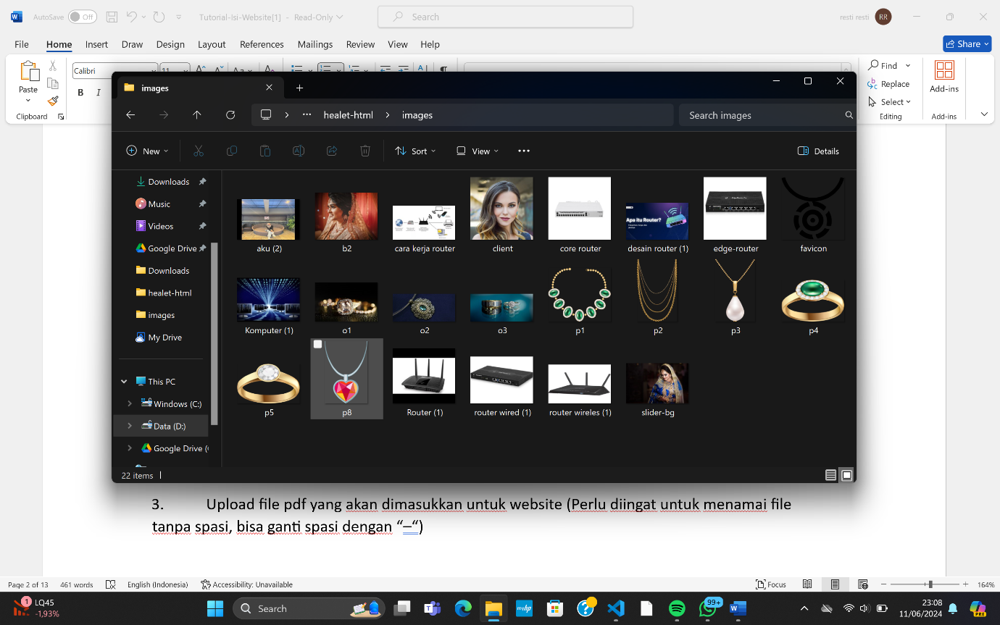 AutoSave Off Tutorial-Isi-Website[1] - Read-Only Search resti resti RR
File Home Insert Draw Design Layout References Mailings Review View Help Share
Paste
Clipboard
Calibri 11
B I
Find
Replace
Select
Editing
Add-ins
Add-ins
images
healet-html > images Search images
New Sort View Details
Downloads
Music
Videos
Google Drive
Downloads
healet-html
images
My Drive
This PC
Windows (C:)
Data (D:)
Google Drive (
aku (2) b2 cara kerja router client core router desain router (1) edge-router favicon
Apa itu Router?
Komputer (1) o1 o2 o3 p1 p2 p3 p4
p5 p8 Router (1) router wired (1) router wireles (1) slider-bg
22 items
3. Upload file pdf yang akan dimasukkan untuk website (Perlu diingat untuk menamai file
tanpa spasi, bisa ganti spasi dengan “–“)
Page 2 of 13 461 words English (Indonesia) Accessibility: Unavailable Focus 164%
1 LQ45
-1,93%
Search
myhp
99+
23:08
11/06/2024
PRE